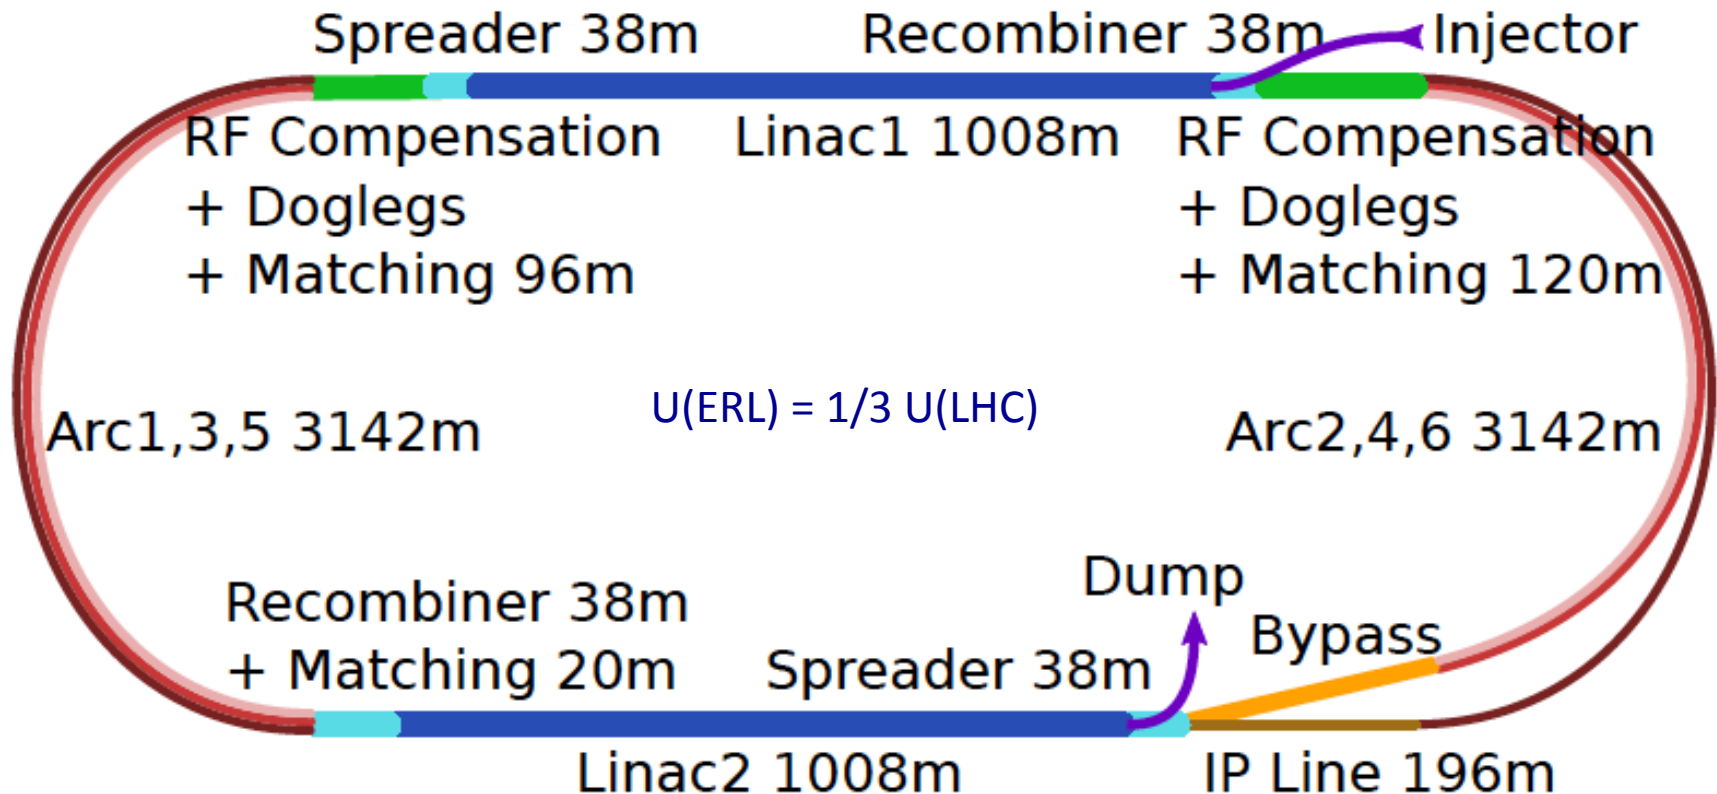 Spreader 38m
Recombiner 38m
Injector
RF Compensation
+ Doglegs
+ Matching 96m
Linac1 1008m
RF Compensation
+ Doglegs
+ Matching 120m
U(ERL) = 1/3 U(LHC)
Arc1,3,5 3142m
Arc2,4,6 3142m
Recombiner 38m
+ Matching 20m
Spreader 38m
Dump
Bypass
Linac2 1008m
IP Line 196m